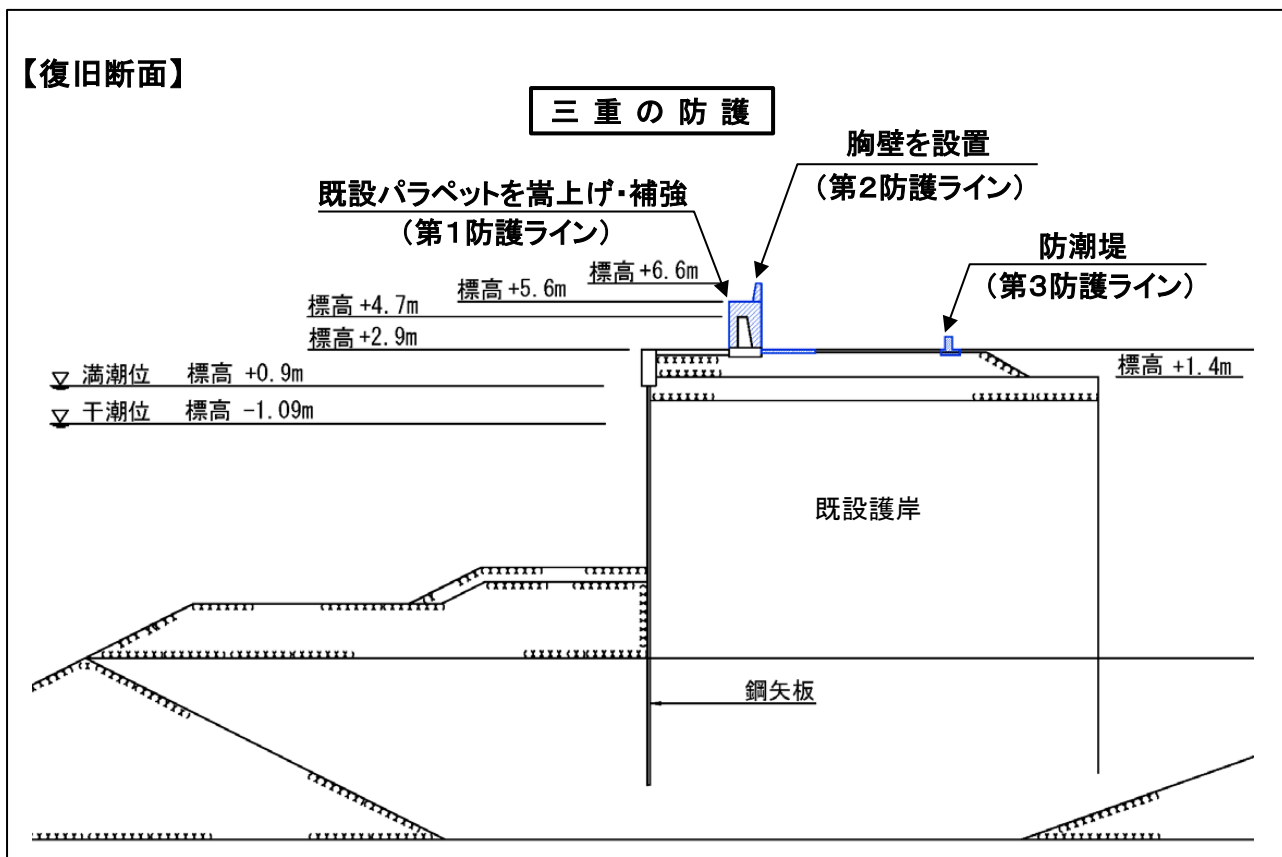 【復旧断面】
三重の防護
胸壁を設置
（第２防護ライン）
既設パラペットを嵩上げ・補強
（第１防護ライン）
防潮堤
（第３防護ライン）
標高 +6.6m
標高 +5.6m
標高 +4.7m
標高 +2.9m
標高 +1.4m
満潮位 標高 +0.9m
干潮位 標高 -1.09m
既設護岸
鋼矢板